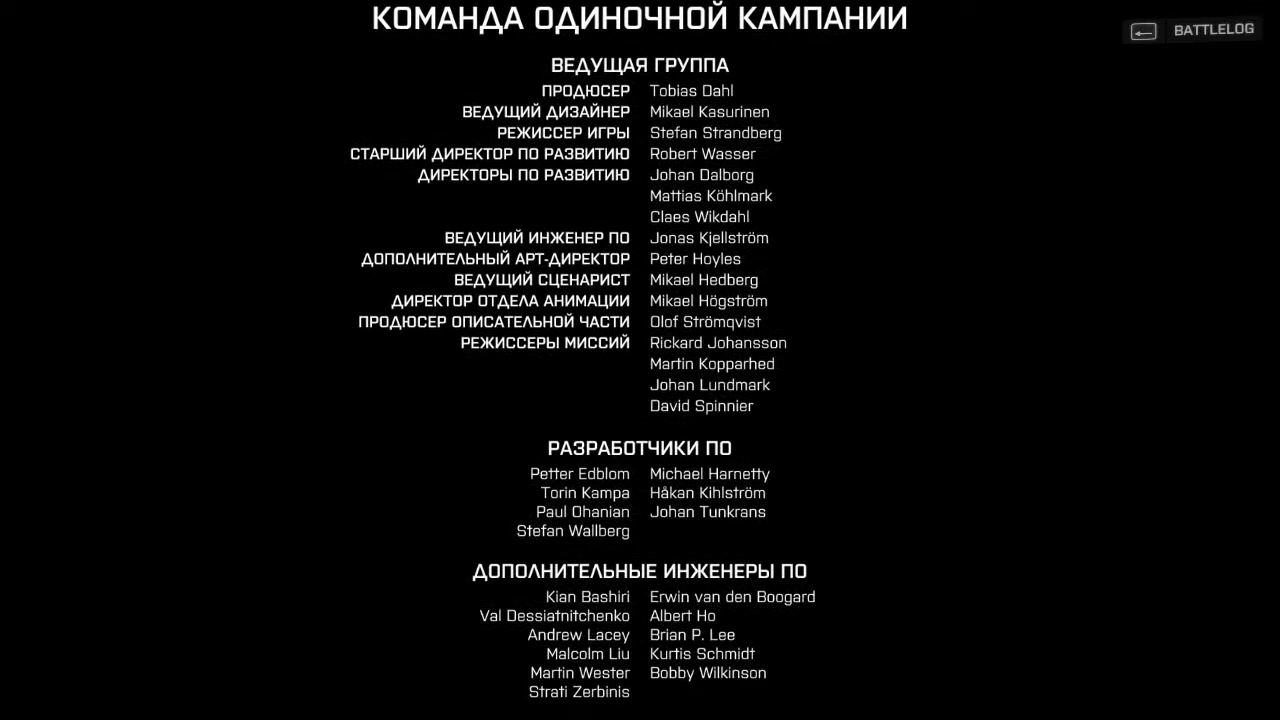 КОМАНДА ОДИНОЧНОЙ КАМПАНИИ
BATTLELOG
ВЕДУЩАЯ ГРУППА
ПРОДЮСЕР Tobias Dahl
ВЕДУЩИЙ ДИЗАЙНЕР Mikael Kasurinen
РЕЖИССЕР ИГРЫ Stefan Strandberg
СТАРШИЙ ДИРЕКТОР ПО РАЗВИТИЮ Robert Wasser
ДИРЕКТОРЫ ПО РАЗВИТИЮ Johan Dalborg
Mattias Köhlmark
Claes Wikdahl
ВЕДУЩИЙ ИНЖЕНЕР ПО Jonas Kjellström
ДОПОЛНИТЕЛЬНЫЙ АРТ-ДИРЕКТОР Peter Hoyles
ВЕДУЩИЙ СЦЕНАРИСТ Mikael Hedberg
ДИРЕКТОР ОТДЕЛА АНИМАЦИИ Mikael Högström
ПРОДЮСЕР ОПИСАТЕЛЬНОЙ ЧАСТИ Olof Strömqvist
РЕЖИССЕРЫ МИССИЙ Rickard Johansson
Martin Kopparhed
Johan Lundmark
David Spinnier
РАЗРАБОТЧИКИ ПО
Petter Edblom Michael Harnetty
Torin Kampa Håkan Kihlström
Paul Ohanian Johan Tunkrans
Stefan Wallberg
ДОПОЛНИТЕЛЬНЫЕ ИНЖЕНЕРЫ ПО
Kian Bashiri Erwin van den Boogard
Val Dessiatnitchenko Albert Ho
Andrew Lacey Brian P. Lee
Malcolm Liu Kurtis Schmidt
Martin Wester Bobby Wilkinson
Strati Zerbinis